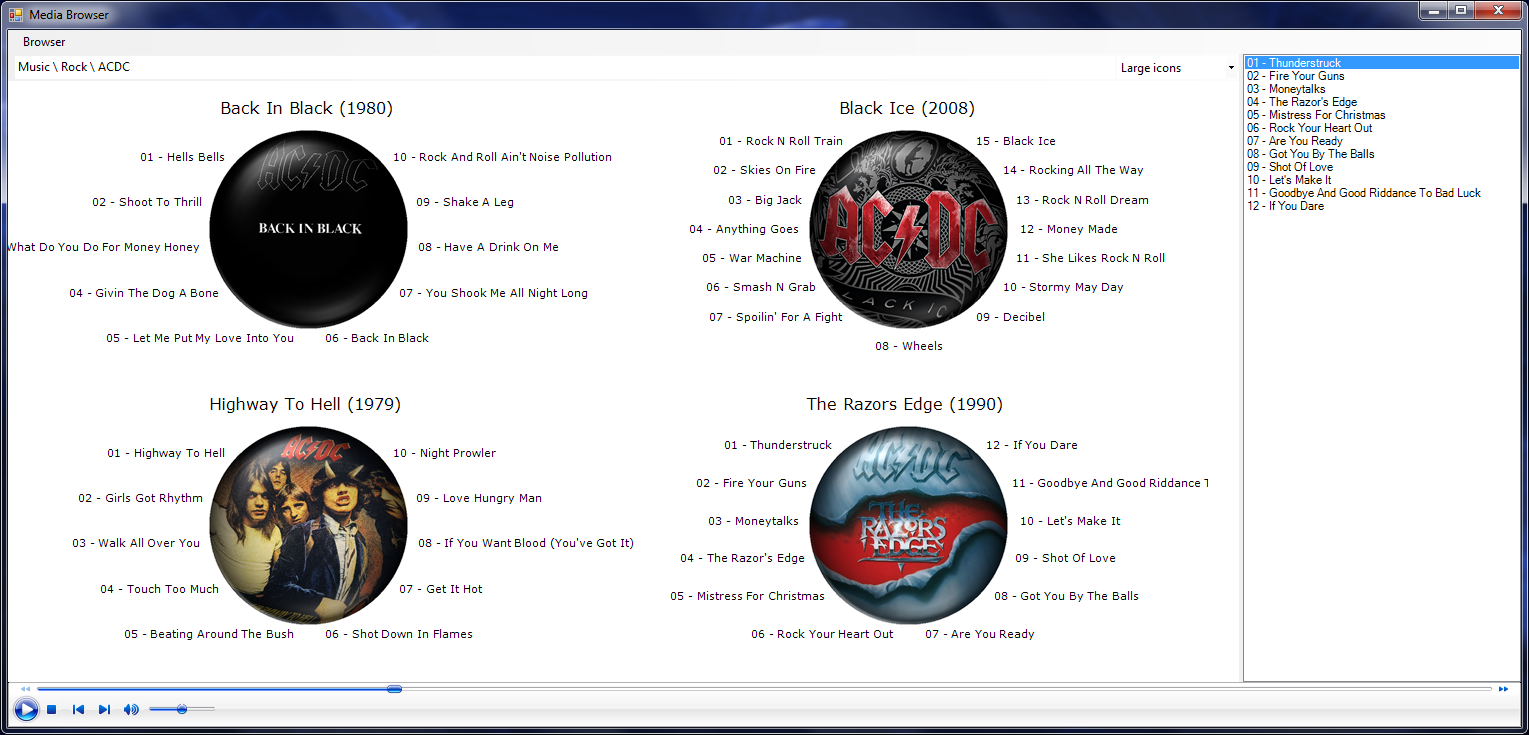 Media Browser
Browser
Music \ Rock \ ACDC
Large icons
Back In Black (1980)
01 - Hells Bells
02 - Shoot To Thrill
What Do You Do For Money Honey
04 - Givin The Dog A Bone
05 - Let Me Put My Love Into You
06 - Back In Black
07 - You Shook Me All Night Long
08 - Have A Drink On Me
09 - Shake A Leg
10 - Rock And Roll Ain't Noise Pollution
AC DC
BACK IN BLACK
Black Ice (2008)
01 - Rock N Roll Train
02 - Skies On Fire
03 - Big Jack
04 - Anything Goes
05 - War Machine
06 - Smash N Grab
07 - Spoilin' For A Fight
08 - Wheels
09 - Decibel
10 - Stormy May Day
11 - She Likes Rock N Roll
12 - Money Made
13 - Rock N Roll Dream
14 - Rocking All The Way
15 - Black Ice
AC DC
LACK IC
Highway To Hell (1979)
01 - Highway To Hell
02 - Girls Got Rhythm
03 - Walk All Over You
04 - Touch Too Much
05 - Beating Around The Bush
06 - Shot Down In Flames
07 - Get It Hot
08 - If You Want Blood (You've Got It)
09 - Love Hungry Man
10 - Night Prowler
AC DC
The Razors Edge (1990)
01 - Thunderstruck
02 - Fire Your Guns
03 - Moneytalks
04 - The Razor's Edge
05 - Mistress For Christmas
06 - Rock Your Heart Out
07 - Are You Ready
08 - Got You By The Balls
09 - Shot Of Love
10 - Let's Make It
11 - Goodbye And Good Riddance T
12 - If You Dare
AC DC
THE
RAZORS
EDGE
01 - Thunderstruck
02 - Fire Your Guns
03 - Moneytalks
04 - The Razor's Edge
05 - Mistress For Christmas
06 - Rock Your Heart Out
07 - Are You Ready
08 - Got You By The Balls
09 - Shot Of Love
10 - Let's Make It
11 - Goodbye And Good Riddance To Bad Luck
12 - If You Dare